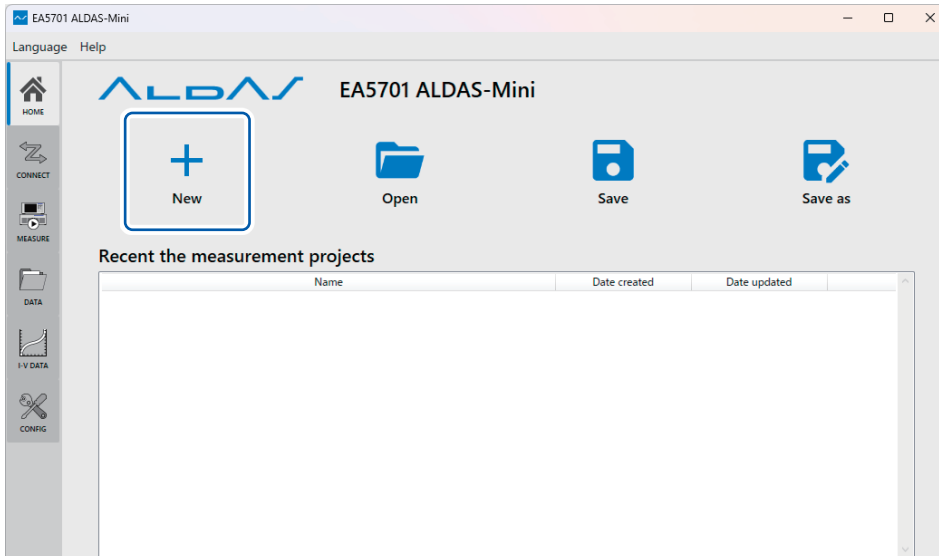 EA5701 ALDAS-Mini
Language Help
HOME
CONNECT
MEASURE
DATA
I-V DATA
CONFIG
ALDAS
EA5701 ALDAS-Mini
New
Open
Save
Save as
Recent the measurement projects
Name Date created Date updated